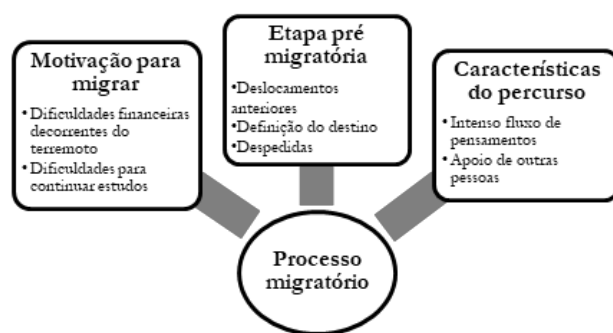 Motivação para
migrar
• Dificuldades financeiras
decorrentes do
terremoto
• Dificuldades para
continuar estudos
Etapa pré
migratória
•Deslocamentos
anteriores
•Definição do destino
•Despedidas
Características
do percurso
• Intenso fluxo de
pensamentos
• Apoio de outras
pessoas
Processo
migratório